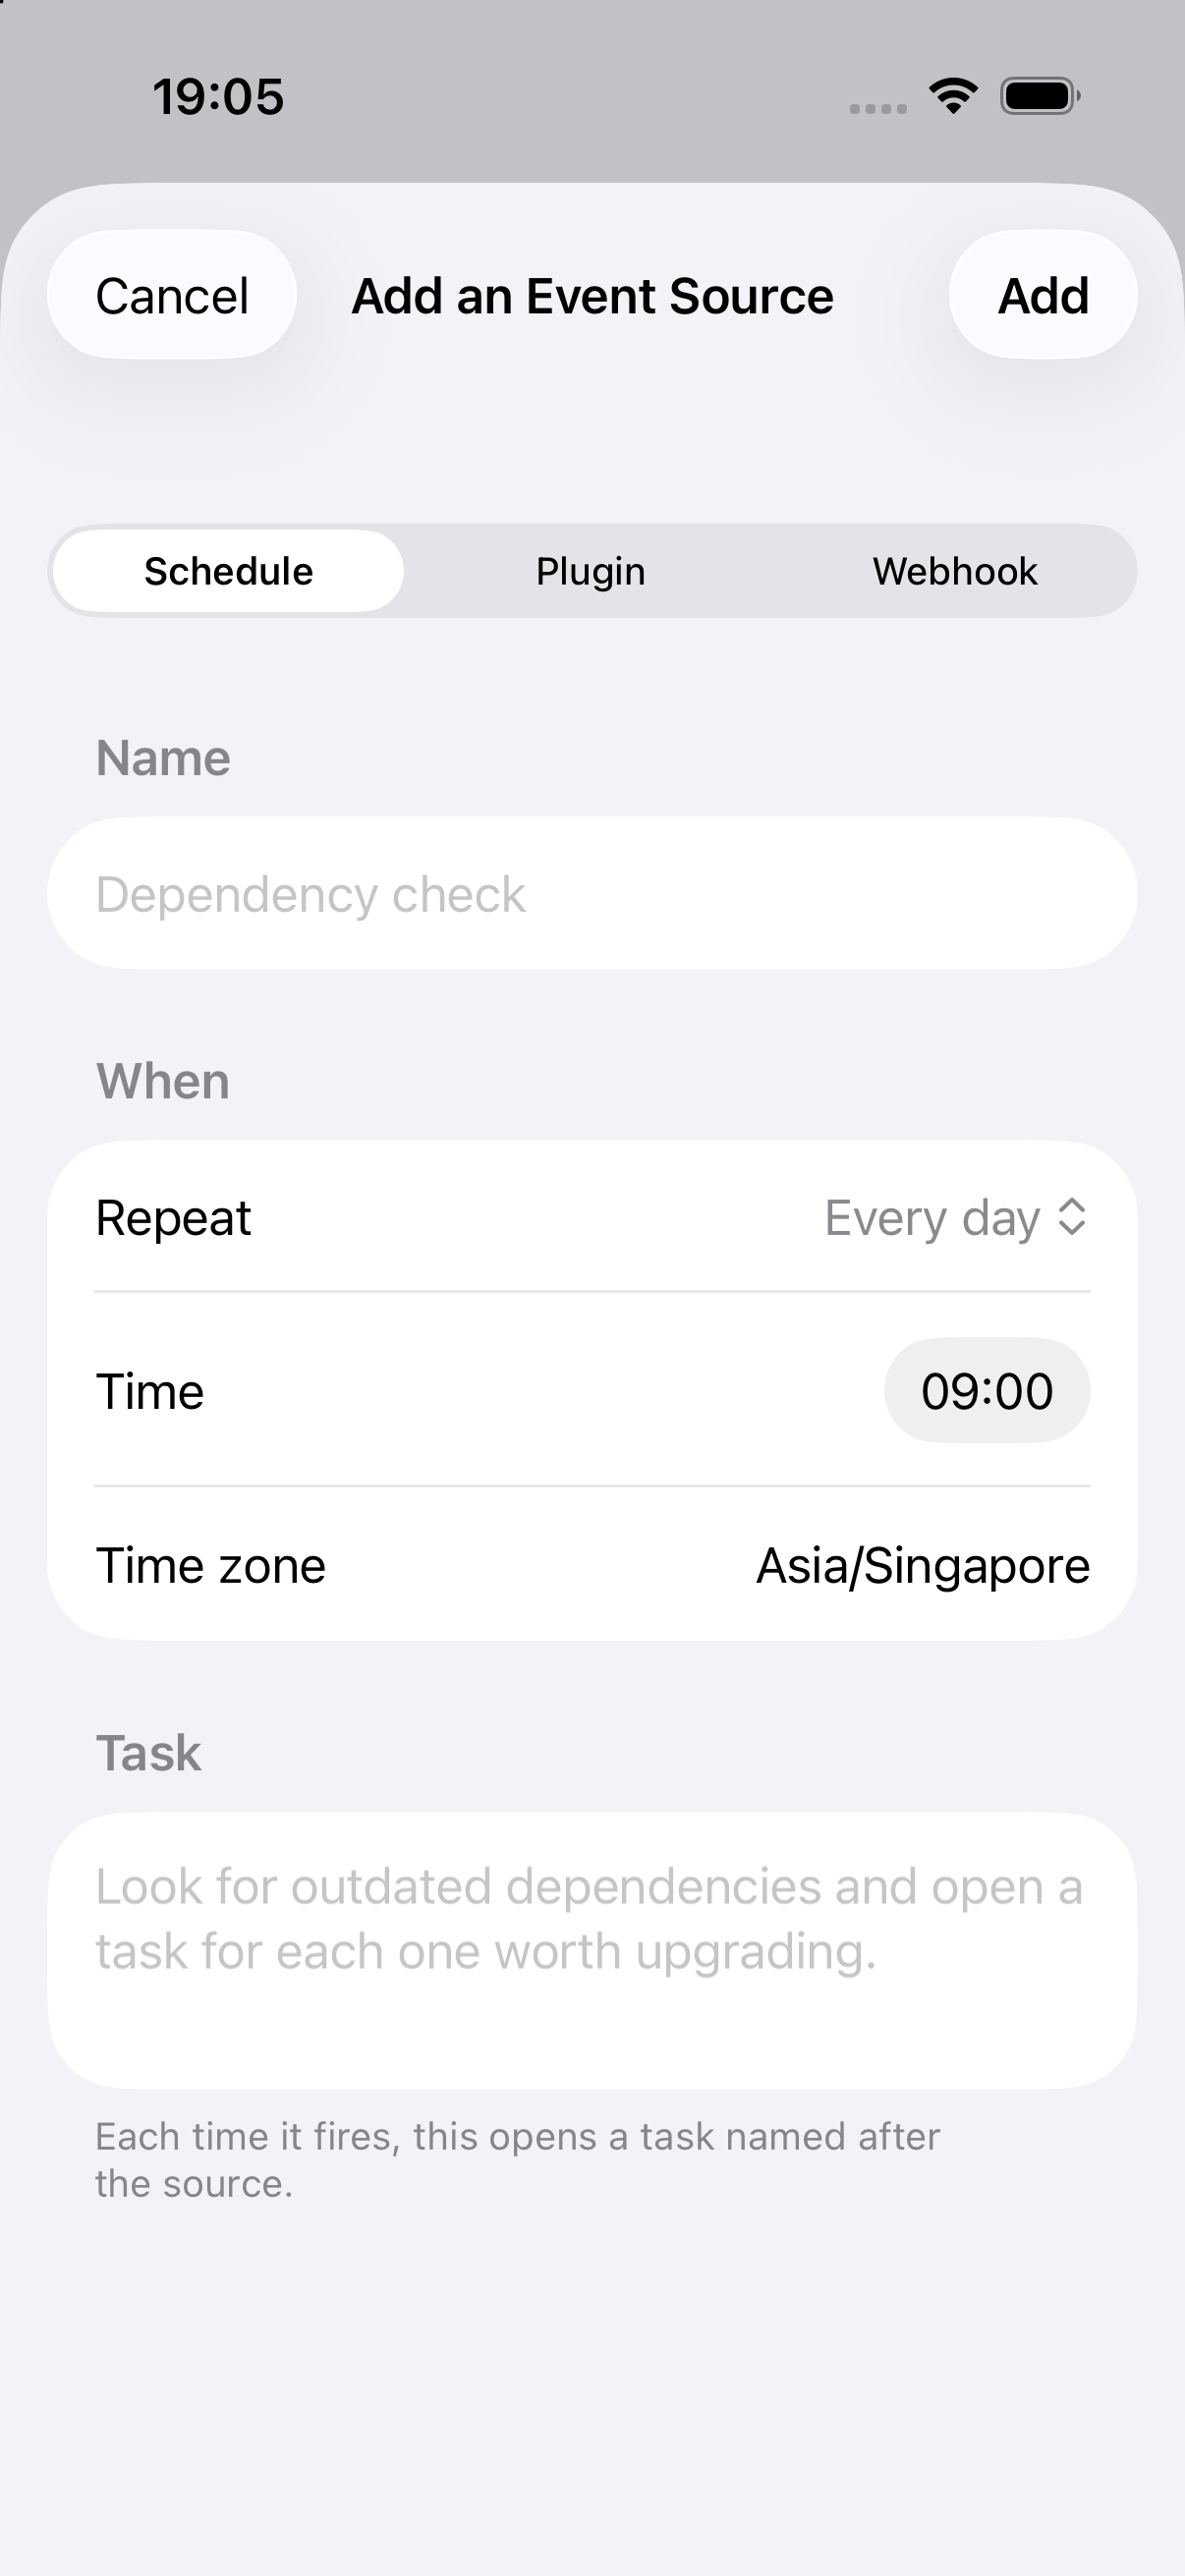 19:05
Cancel
Add an Event Source
Add
Schedule
Plugin
Webhook
Name
Dependency check
When
Repeat
Every day
Time
09:00
Time zone
Asia/Singapore
Task
Look for outdated dependencies and open a
task for each one worth upgrading.
Each time it fires, this opens a task named after
the source.